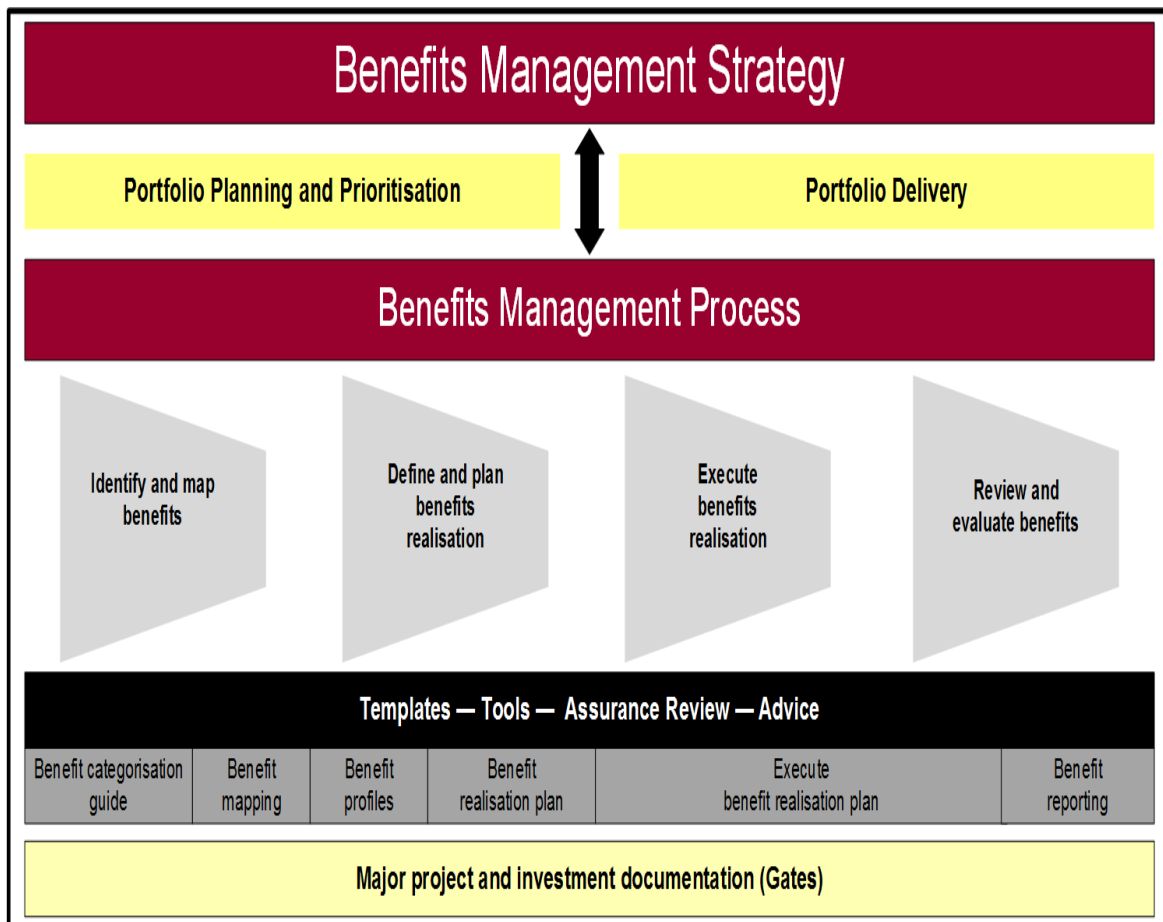 Benefits Management Strategy
Portfolio Planning and Prioritisation
Portfolio Delivery
Benefits Management Process
Identify and map
benefits
Define and plan
benefits
realisation
Execute
benefits
realisation
Review and
evaluate benefits
Templates — Tools — Assurance Review — Advice
Benefit categorisation
guide
Benefit
mapping
Benefit
profiles
Benefit
realisation plan
Execute
benefit realisation plan
Benefit
reporting
Major project and investment documentation (Gates)